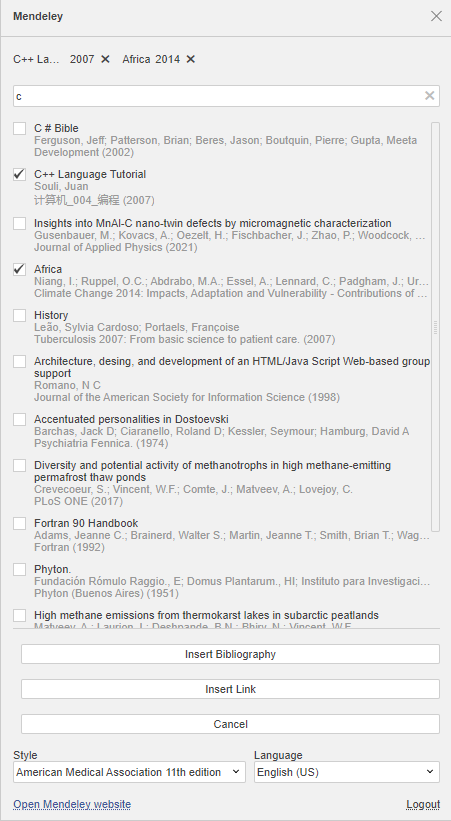 Mendeley
C++ La... 2007 Africa 2014
c
C # Bible
Ferguson, Jeff; Patterson, Brian; Beres, Jason; Boutquin, Pierre; Gupta, Meeta
Development (2002)
C++ Language Tutorial
Souli, Juan
计算机_004_编程 (2007)
Insights into MnAl-C nano-twin defects by micromagnetic characterization
Gusenbauer, M.; Kovacs, A.; Oezelt, H.; Fischbacher, J.; Zhao, P.; Woodcock, ...
Journal of Applied Physics (2021)
Africa
Niang, I.; Ruppel, O.C.; Abdrabo, M.A.; Essel, A.; Lennard, C.; Padgham, J.; Ur...
Climate Change 2014: Impacts, Adaptation and Vulnerability - Contributions of ...
History
Leão, Sylvia Cardoso; Portaels, Françoise
Tuberculosis 2007: From basic science to patient care. (2007)
Architecture, desing, and development of an HTML/Java Script Web-based group
support
Romano, N C
Journal of the American Society for Information Science (1998)
Accentuated personalities in Dostoevski
Barchas, Jack D; Ciaranello, Roland D; Kessler, Seymour; Hamburg, David A
Psychiatria Fennica. (1974)
Diversity and potential activity of methanotrophs in high methane-emitting
permafrost thaw ponds
Crevecoeur, S.; Vincent, W.F.; Comte, J.; Matveev, A.; Lovejoy, C.
PLoS ONE (2017)
Fortran 90 Handbook
Adams, Jeanne C.; Brainerd, Walter S.; Martin, Jeanne T.; Smith, Brian T.; Wag...
Fortran (1992)
Phyton.
Fundación Rómulo Raggio., E; Domus Plantarum., HI; Instituto para Investigaci...
Phyton (Buenos Aires) (1951)
High methane emissions from thermokarst lakes in subarctic peatlands
Matveev, A.; Laurion, I.; Deshpande, B.N.; Bhiry, N.; Vincent, W.F.
Insert Bibliography
Insert Link
Cancel
Style Language
American Medical Association 11th edition English (US)
Open Mendeley website Logout